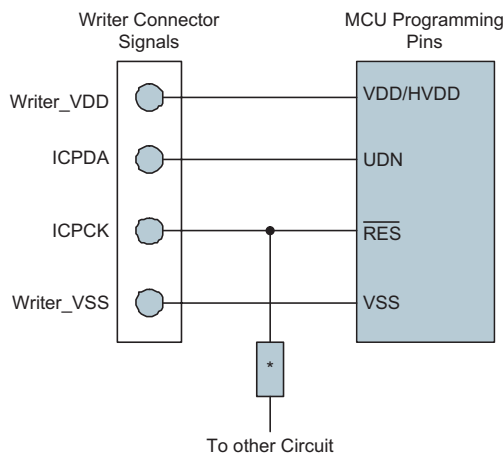 Writer Connector
Signals
MCU Programming
Pins
Writer_VDD
VDD/HVDD
ICPDA
UDN
ICPCK
RES
Writer_VSS
VSS
*
To other Circuit